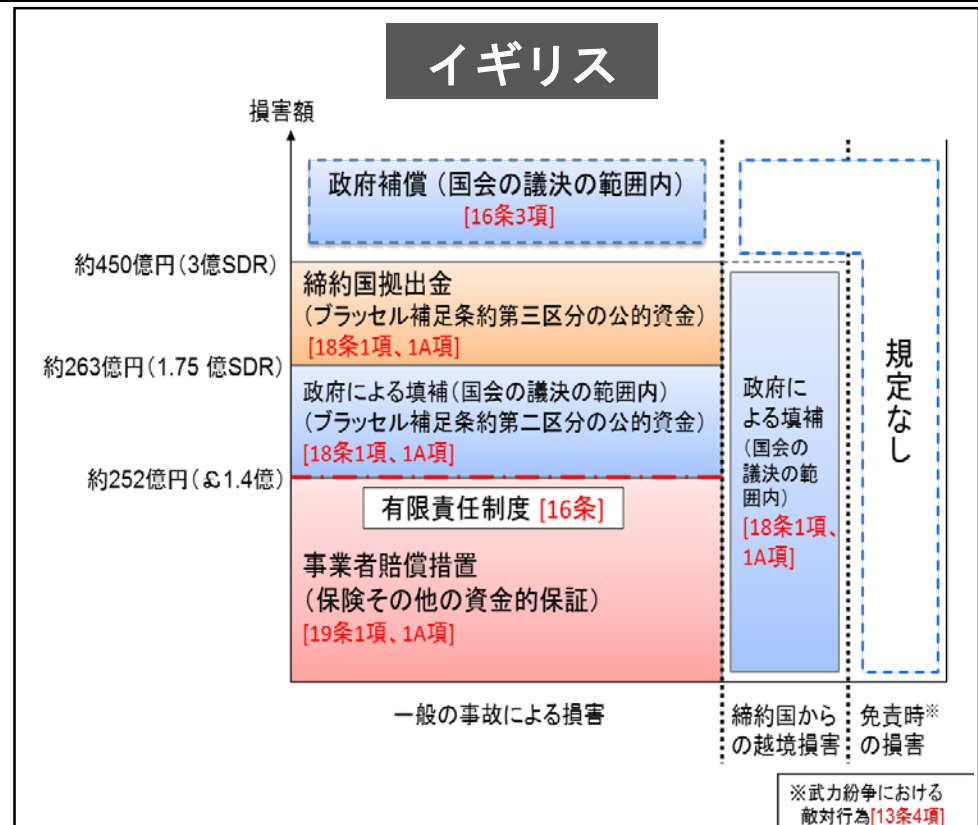 イギリス
損害額
政府補償（国会の議決の範囲内）
[16条3項]
約450億円（3億SDR）
締約国拠出金
（ブラッセル補足条約第三区分の公的資金）
[18条1項、1A項]
約263億円（1.75 億SDR）
政府による填補（国会の議決の範囲内）
（ブラッセル補足条約第二区分の公的資金）
[18条1項、1A項]
約252億円（￡1.4億）
有限責任制度 [16条]
事業者賠償措置
（保険その他の資金的保証）
[19条1項、1A項]
政府に
よる填補
（国会の
議決の範
囲内）
[18条1項、
1A項]
規定なし
一般の事故による損害
締約国から
の越境損害
免責時※
の損害
※武力紛争における
敵対行為[13条4項]